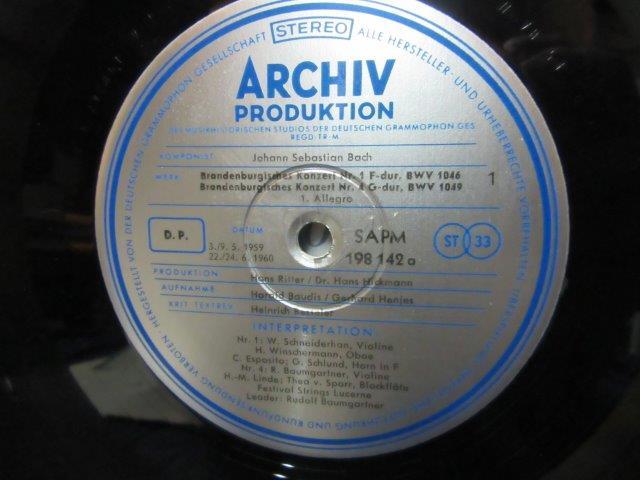 HERGESTELLT VON DER DEUTSCHEN GRAMMOPHON GESELLSCHAFT
STEREO
ALLE HERSTELLER- UND URHEBERRECHTE VORBEHALTEN
ARCHIV
PRODUKTION
DES MUSIKHISTORISCHEN STUDIOS DER DEUTSCHEN GRAMMOPHON GES
REGD-TR-M
KOMPONIST Johann Sebastian Bach
WERK Brandenburgisches Konzert Nr. 1 F-dur, BWV 1046
Brandenburgisches Konzert Nr. 4 G-dur, BWV 1049
1. Allegro
1
D.P.
DATUM
3./9. 5. 1959
22./24. 6. 1960
SAPM
198 142 a
ST 33
PRODUKTION Hans Ritter / Dr. Hans Hickmann
AUFNAHME Harald Baudis / Gerhard Henjes
KRIT. TEXTREV. Heinrich Besseler
INTERPRETATION
Nr. 1: W. Schneiderhan, Violine
H. Winschermann, Oboe
C. Esposito; G. Schlund, Horn in F
Nr. 4: R. Baumgartner, Violine
H.-M. Linde; Thea v. Sparr, Blockflöte
Festival Strings Lucerne
Leader: Rudolf Baumgartner
UND RUNDFUNKSENDUNG VERBOTEN